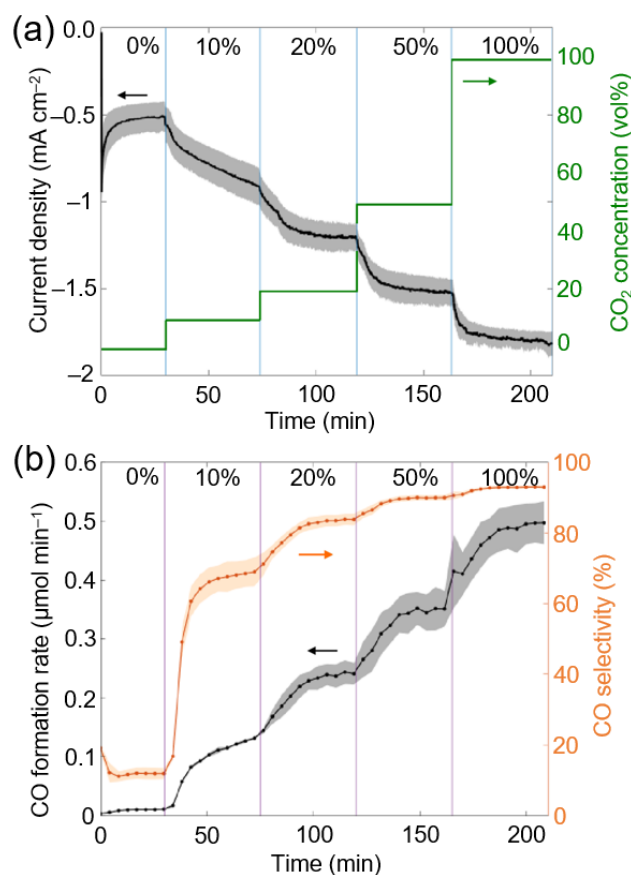 (a)
0% 10% 20% 50% 100%
Current density (mA cm⁻²)
0.0
−0.5
−1
−1.5
−2
CO₂ concentration (vol%)
100
80
60
40
20
0
0 50 100 150 200
Time (min)
(b)
0% 10% 20% 50% 100%
CO formation rate (μmol min⁻¹)
0.6
0.5
0.4
0.3
0.2
0.1
0
CO selectivity (%)
100
80
60
40
20
0
0 50 100 150 200
Time (min)